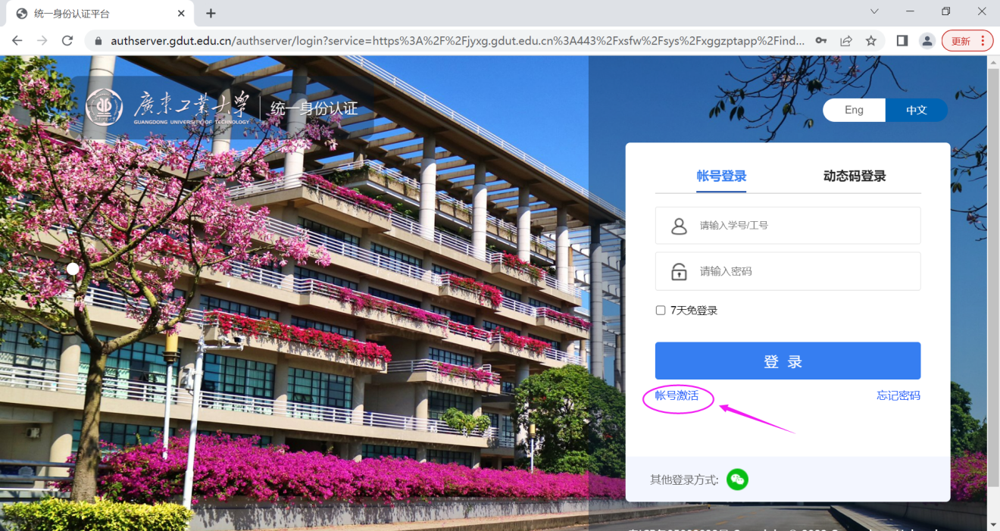 统一身份认证平台
authserver.gdut.edu.cn/authserver/login?service=https%3A%2F%2Fjyxg.gdut.edu.cn%3A443%2Fxsfw%2Fsys%2Fxggzptapp%2Find...
更新
廣東工業大學 统一身份认证
GUANGDONG UNIVERSITY OF TECHNOLOGY
Eng 中文
帐号登录 动态码登录
请输入学号/工号
请输入密码
7天免登录
登 录
帐号激活 忘记密码
其他登录方式: